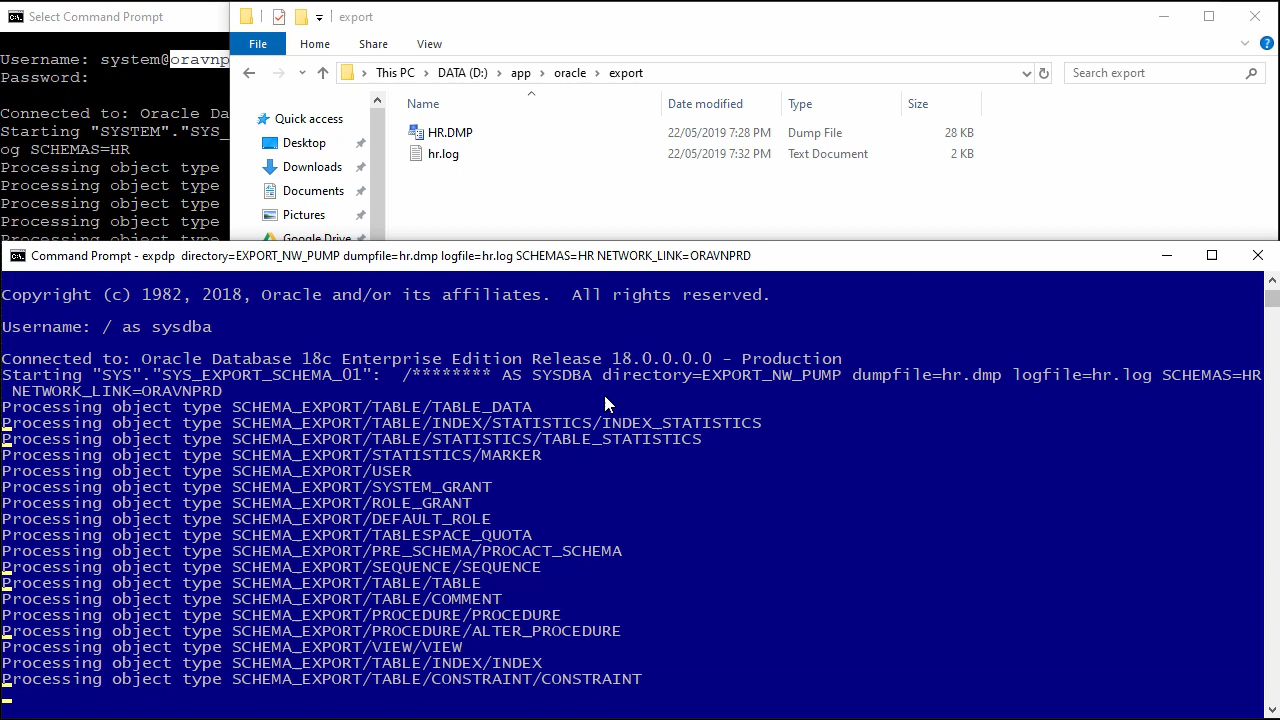 Select Command Prompt
Username: system@oravnp
Password:
Connected to: Oracle Da
Starting "SYSTEM"."SYS_
og SCHEMAS=HR
Processing object type
Processing object type
Processing object type
Processing object type
Processing object type
export
File Home Share View
This PC > DATA (D:) > app > oracle > export
Search export
Quick access
Desktop
Downloads
Documents
Pictures
Google Drive
Name Date modified Type Size
HR.DMP 22/05/2019 7:28 PM Dump File 28 KB
hr.log 22/05/2019 7:32 PM Text Document 2 KB
Command Prompt - expdp directory=EXPORT_NW_PUMP dumpfile=hr.dmp logfile=hr.log SCHEMAS=HR NETWORK_LINK=ORAVNPRD
Copyright (c) 1982, 2018, Oracle and/or its affiliates. All rights reserved.
Username: / as sysdba
Connected to: Oracle Database 18c Enterprise Edition Release 18.0.0.0.0 - Production
Starting "SYS"."SYS_EXPORT_SCHEMA_01": /******** AS SYSDBA directory=EXPORT_NW_PUMP dumpfile=hr.dmp logfile=hr.log SCHEMAS=HR
NETWORK_LINK=ORAVNPRD
Processing object type SCHEMA_EXPORT/TABLE/TABLE_DATA
Processing object type SCHEMA_EXPORT/TABLE/INDEX/STATISTICS/INDEX_STATISTICS
Processing object type SCHEMA_EXPORT/TABLE/STATISTICS/TABLE_STATISTICS
Processing object type SCHEMA_EXPORT/STATISTICS/MARKER
Processing object type SCHEMA_EXPORT/USER
Processing object type SCHEMA_EXPORT/SYSTEM_GRANT
Processing object type SCHEMA_EXPORT/ROLE_GRANT
Processing object type SCHEMA_EXPORT/DEFAULT_ROLE
Processing object type SCHEMA_EXPORT/TABLESPACE_QUOTA
Processing object type SCHEMA_EXPORT/PRE_SCHEMA/PROCACT_SCHEMA
Processing object type SCHEMA_EXPORT/SEQUENCE/SEQUENCE
Processing object type SCHEMA_EXPORT/TABLE/TABLE
Processing object type SCHEMA_EXPORT/TABLE/COMMENT
Processing object type SCHEMA_EXPORT/PROCEDURE/PROCEDURE
Processing object type SCHEMA_EXPORT/PROCEDURE/ALTER_PROCEDURE
Processing object type SCHEMA_EXPORT/VIEW/VIEW
Processing object type SCHEMA_EXPORT/TABLE/INDEX/INDEX
Processing object type SCHEMA_EXPORT/TABLE/CONSTRAINT/CONSTRAINT